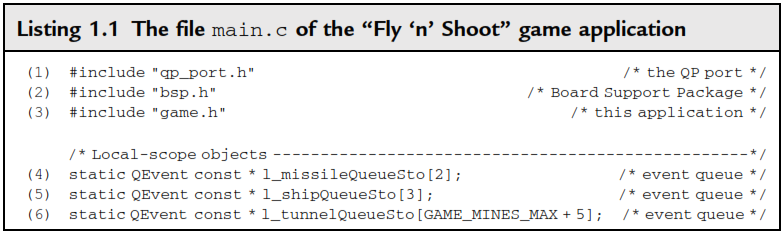 Listing 1.1 The file main.c of the “Fly ‘n’ Shoot” game application
(1) #include "qp_port.h" /* the QP port */
(2) #include "bsp.h" /* Board Support Package */
(3) #include "game.h" /* this application */
/* Local-scope objects -----------------------------------------------*/
(4) static QEvent const * l_missileQueueSto[2]; /* event queue */
(5) static QEvent const * l_shipQueueSto[3]; /* event queue */
(6) static QEvent const * l_tunnelQueueSto[GAME_MINES_MAX + 5]; /* event queue */